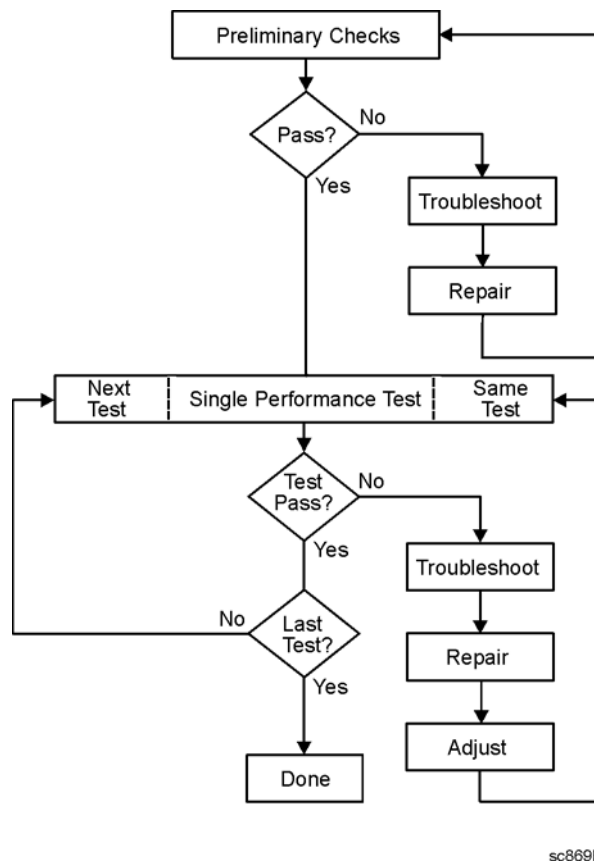 Preliminary Checks
Pass?
No
Yes
Troubleshoot
Repair
Next
Test
Single Performance Test
Same
Test
Test
Pass?
No
Yes
Troubleshoot
No
Last
Test?
Yes
Repair
Adjust
Done